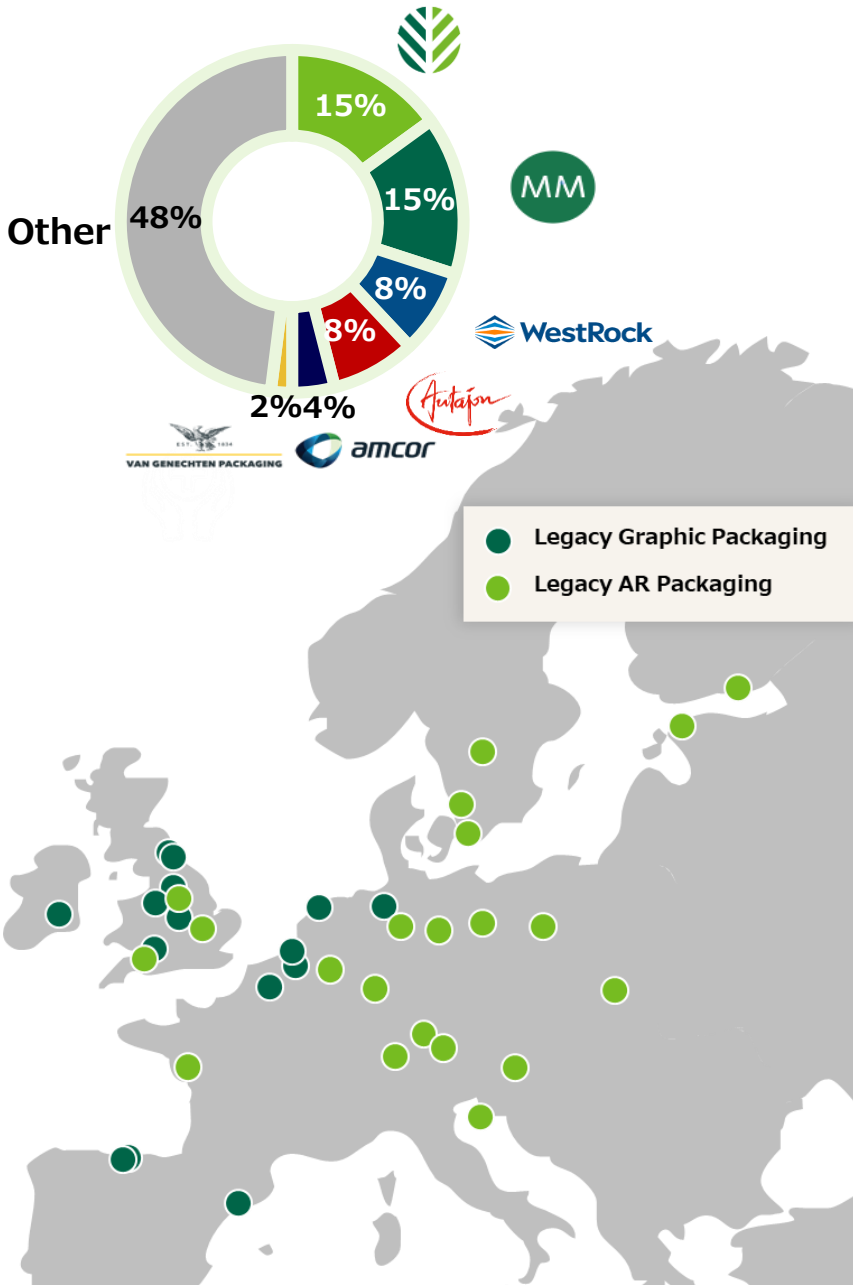 15%
15%
MM
48%
Other
8%
8%
WestRock
Autajon
2%
4%
EST. 1834
VAN GENECHTEN PACKAGING
amcor
Legacy Graphic Packaging
Legacy AR Packaging